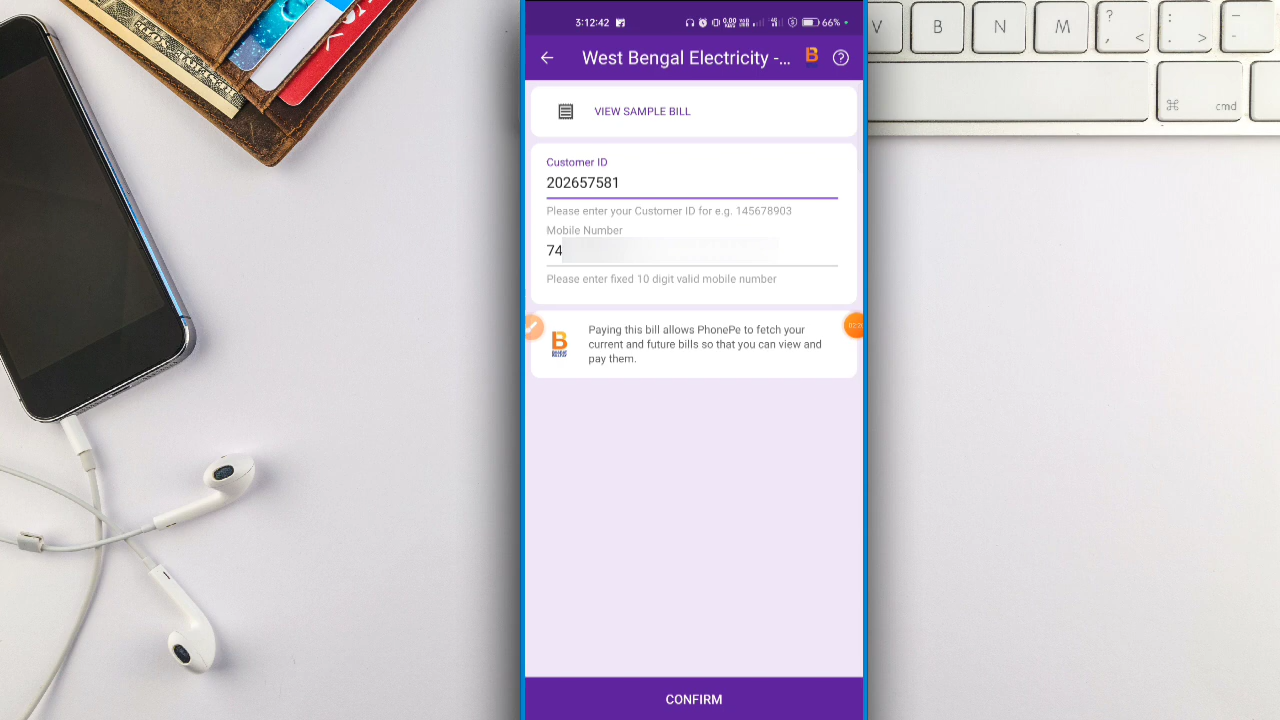 3:12:42
66%
West Bengal Electricity -...
VIEW SAMPLE BILL
Customer ID
202657581
Please enter your Customer ID for e.g. 145678903
Mobile Number
74
Please enter fixed 10 digit valid mobile number
Paying this bill allows PhonePe to fetch your
current and future bills so that you can view and
pay them.
CONFIRM
V B N M ? , < : . > -
⌘ cmd